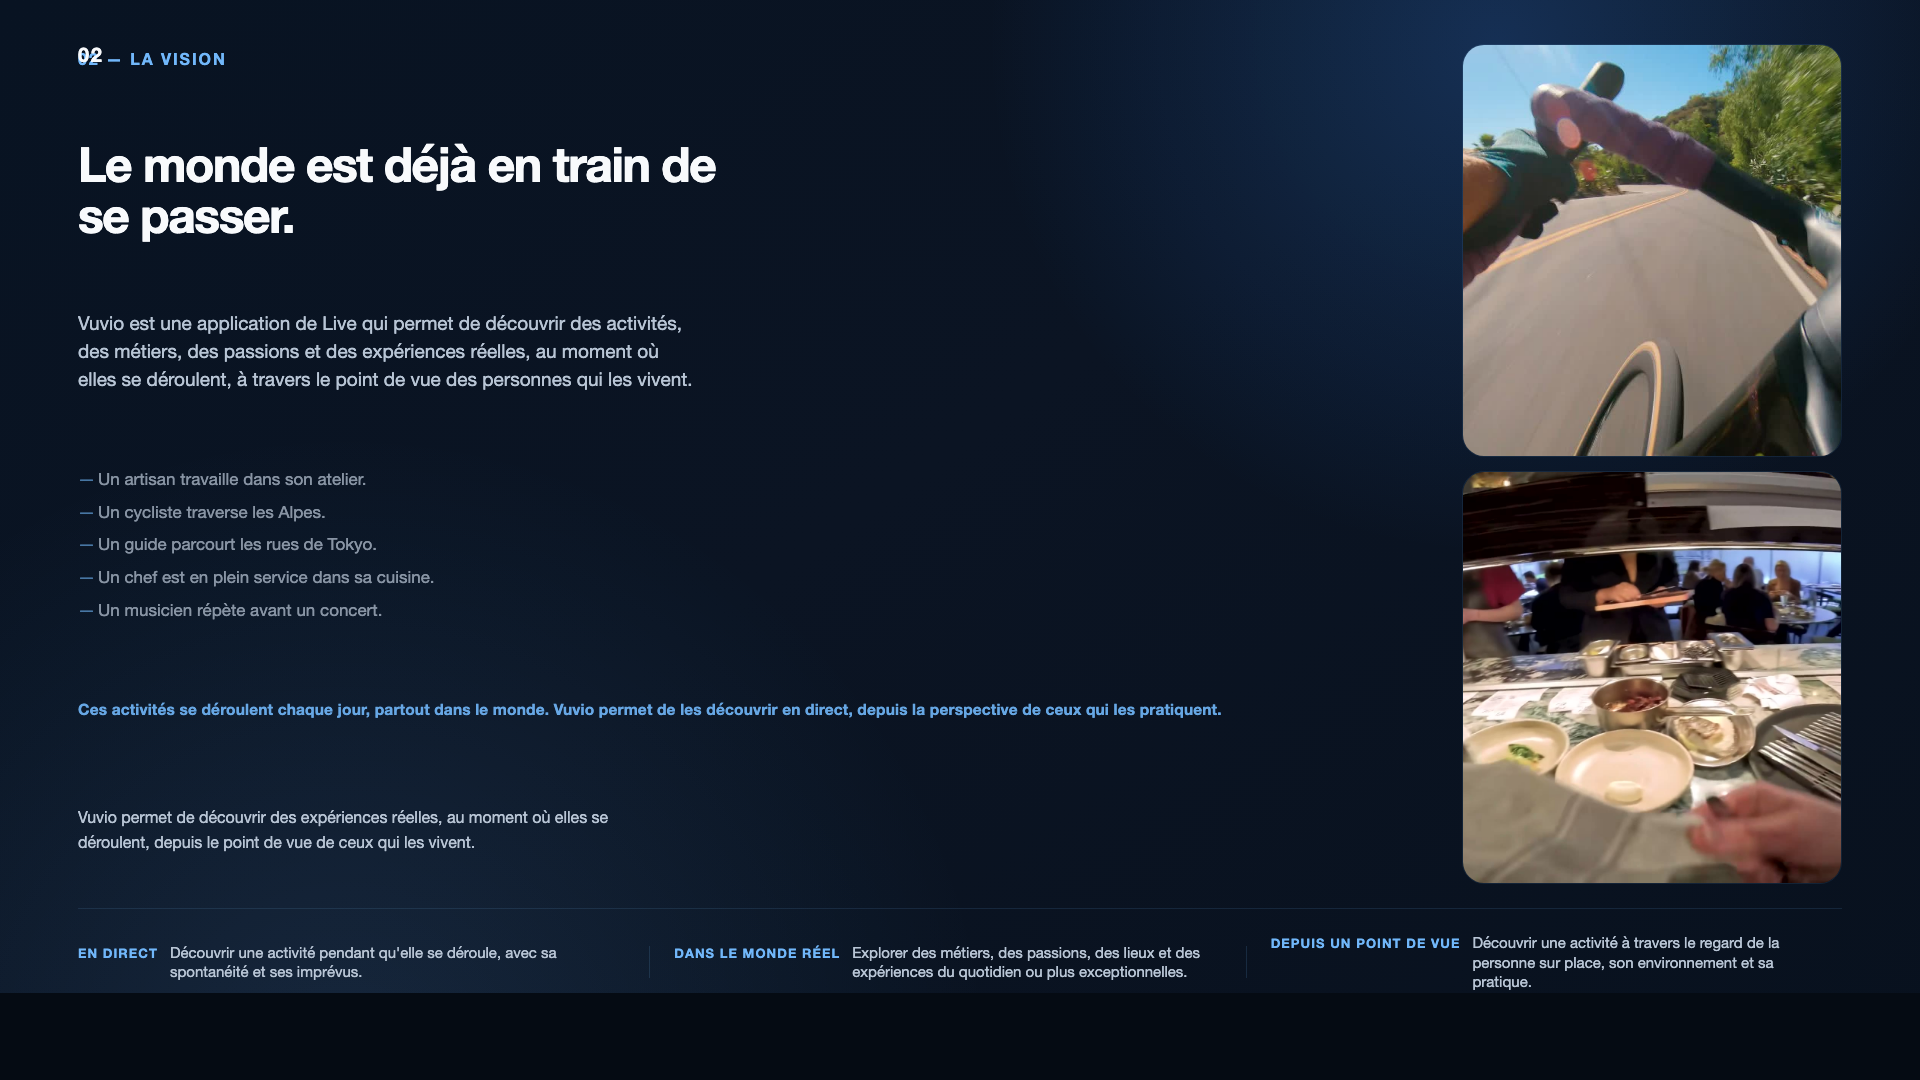 02
02 — LA VISION
Le monde est déjà en train de
se passer.
Vuvio est une application de Live qui permet de découvrir des activités,
des métiers, des passions et des expériences réelles, au moment où
elles se déroulent, à travers le point de vue des personnes qui les vivent.
— Un artisan travaille dans son atelier.
— Un cycliste traverse les Alpes.
— Un guide parcourt les rues de Tokyo.
— Un chef est en plein service dans sa cuisine.
— Un musicien répète avant un concert.
Ces activités se déroulent chaque jour, partout dans le monde. Vuvio permet de les découvrir en direct, depuis la perspective de ceux qui les pratiquent.
Vuvio permet de découvrir des expériences réelles, au moment où elles se
déroulent, depuis le point de vue de ceux qui les vivent.
EN DIRECT
Découvrir une activité pendant qu'elle se déroule, avec sa
spontanéité et ses imprévus.
DANS LE MONDE RÉEL
Explorer des métiers, des passions, des lieux et des
expériences du quotidien ou plus exceptionnelles.
DEPUIS UN POINT DE VUE
Découvrir une activité à travers le regard de la
personne sur place, son environnement et sa
pratique.